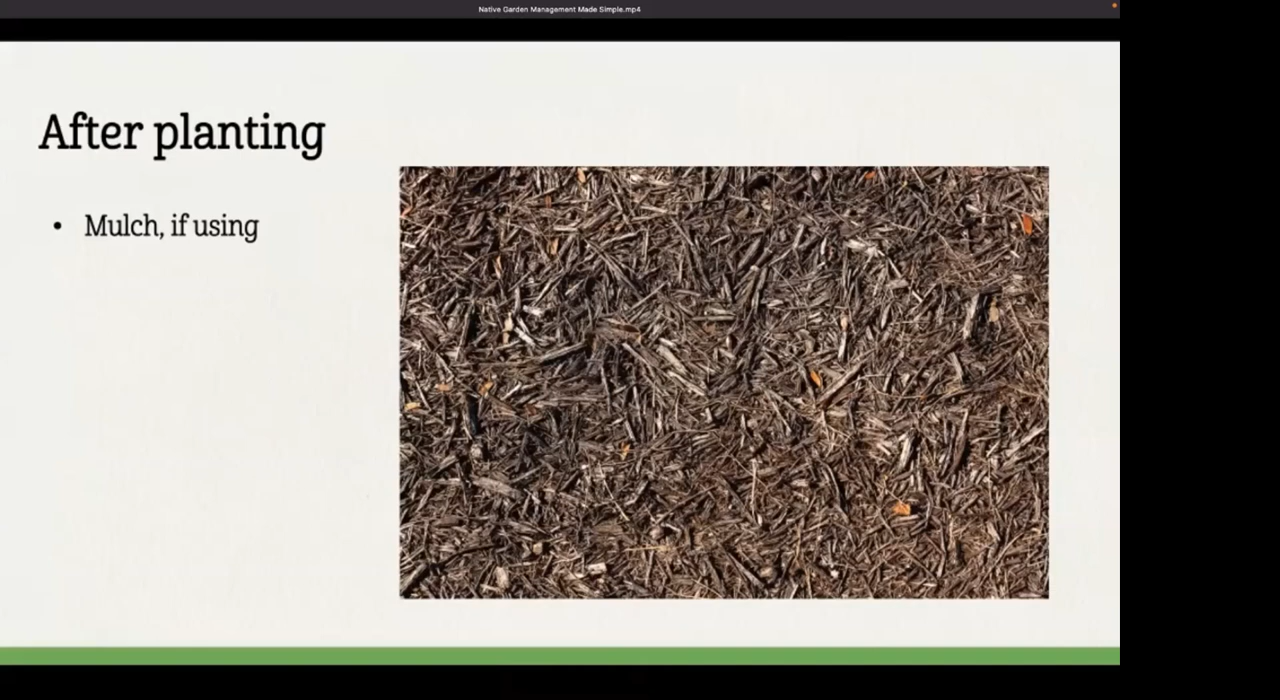 Native Garden Management Made Simple.mp4
After planting
• Mulch, if using